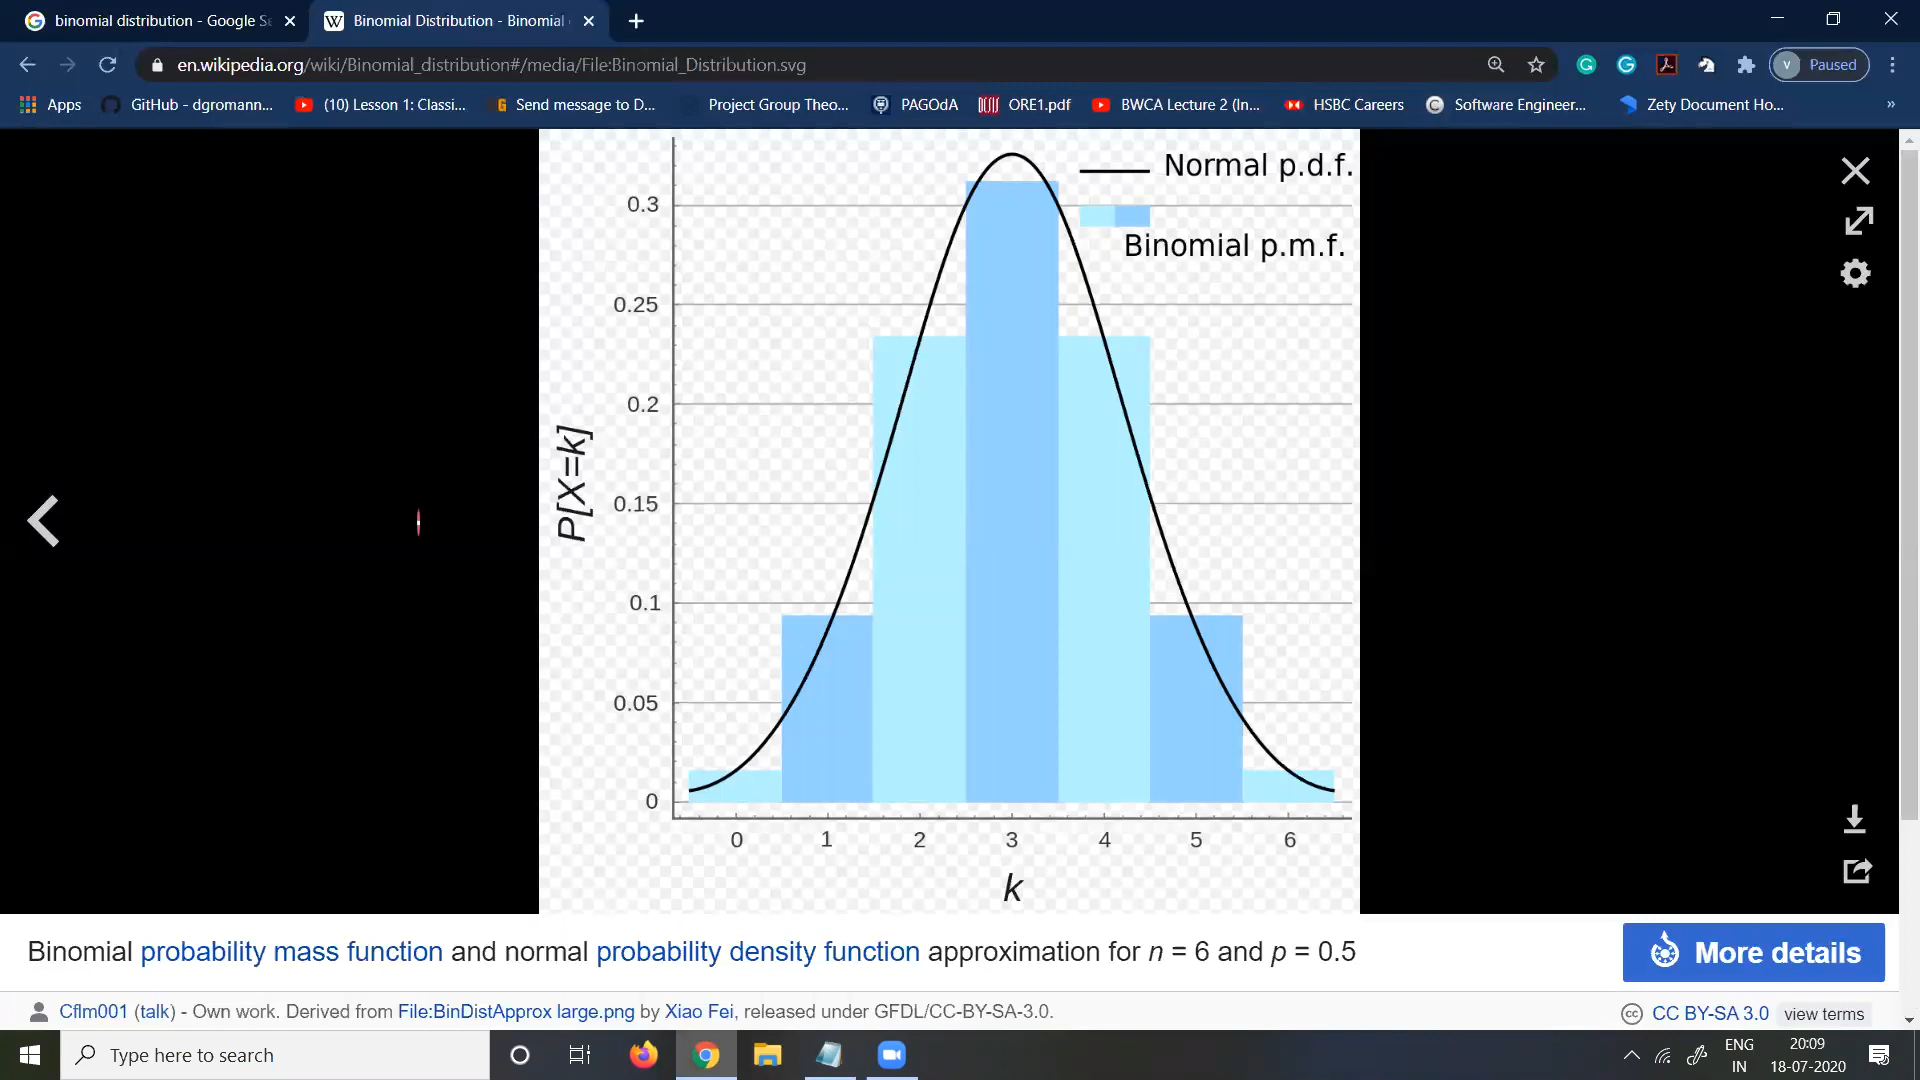 binomial distribution - Google Se
Binomial Distribution - Binomial
en.wikipedia.org/wiki/Binomial_distribution#/media/File:Binomial_Distribution.svg
V Paused
Apps GitHub - dgromann... (10) Lesson 1: Classi... Send message to D... Project Group Theo... PAGOdA ORE1.pdf BWCA Lecture 2 (In... HSBC Careers Software Engineer... Zety Document Ho... »
Normal p.d.f.
Binomial p.m.f.
0.3
0.25
0.2
0.15
0.1
0.05
0
P[X=k]
0 1 2 3 4 5 6
k
Binomial probability mass function and normal probability density function approximation for n = 6 and p = 0.5
More details
Cflm001 (talk) - Own work. Derived from File:BinDistApprox large.png by Xiao Fei, released under GFDL/CC-BY-SA-3.0.
cc CC BY-SA 3.0 view terms
Type here to search
ENG
IN
20:09
18-07-2020